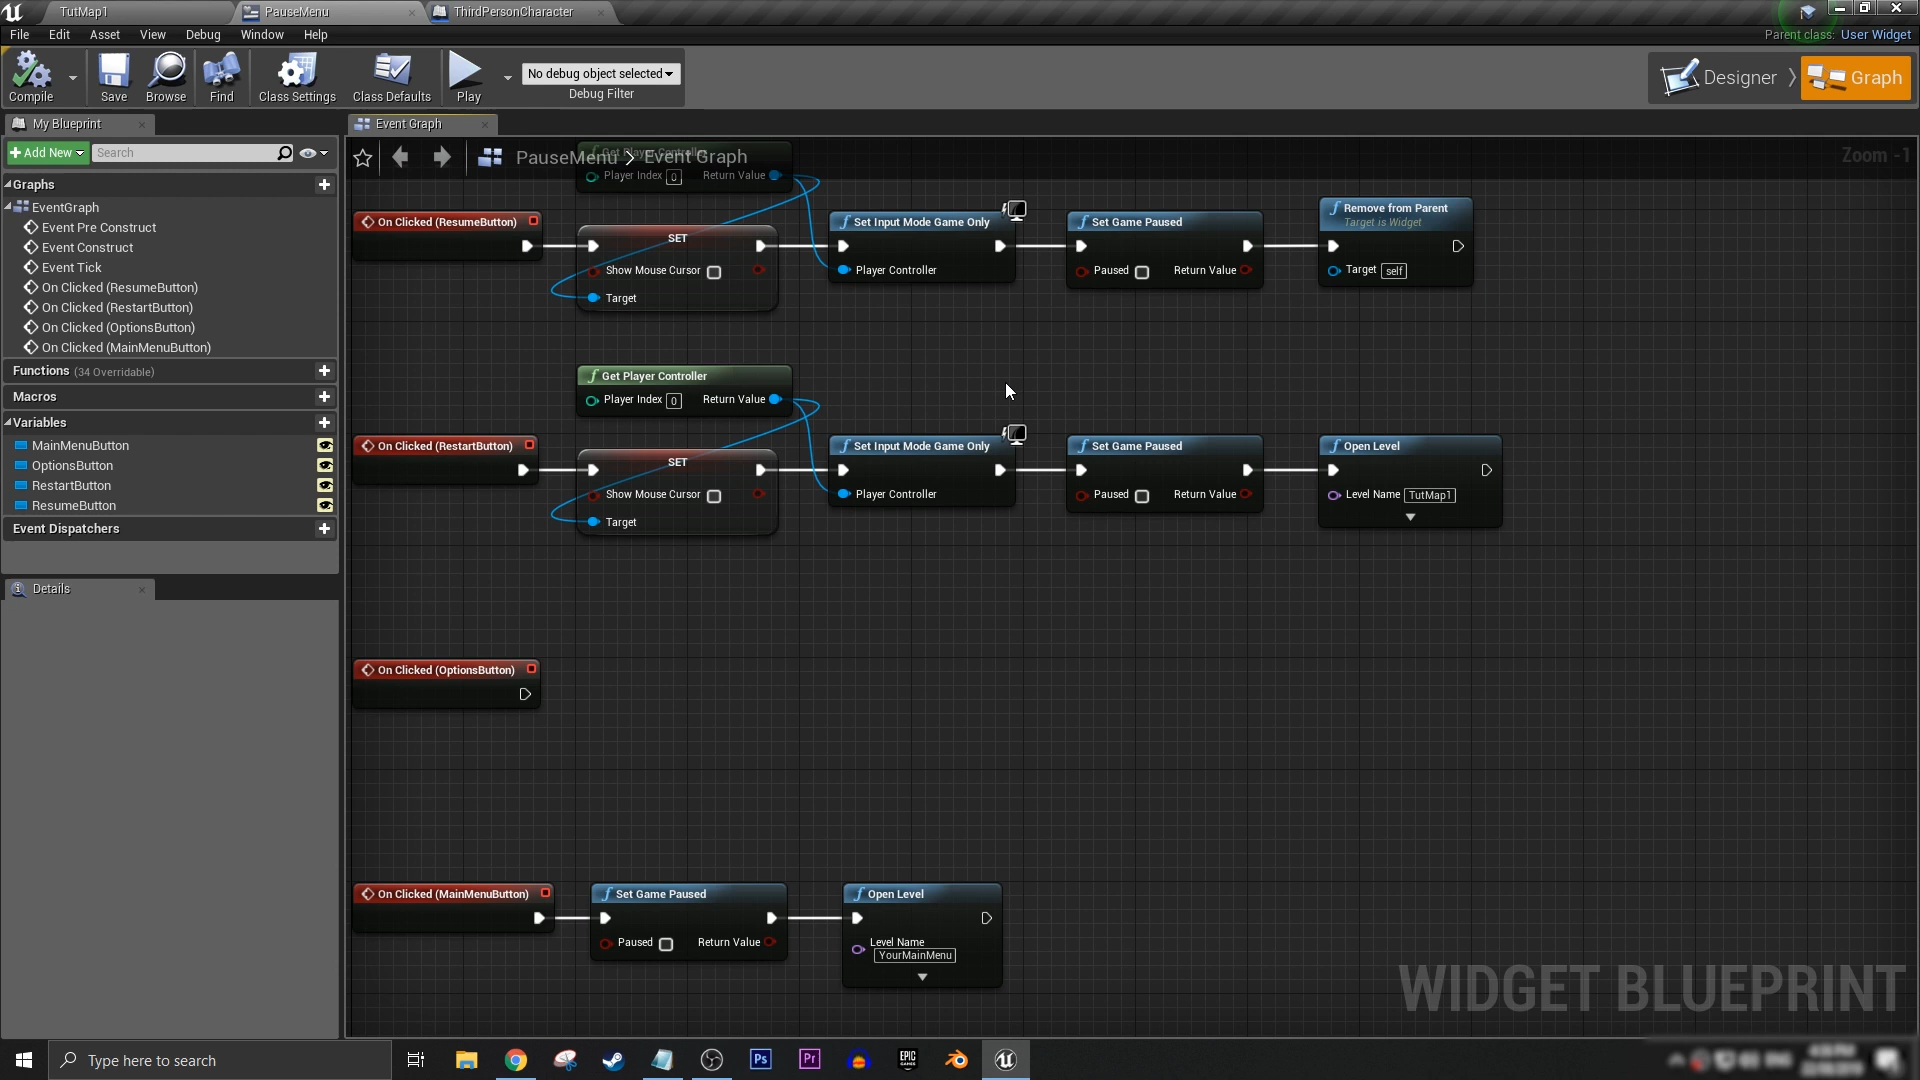 TutMap1
PauseMenu
ThirdPersonCharacter
File Edit Asset View Debug Window Help
Parent class: User Widget
Compile
Save
Browse
Find
Class Settings
Class Defaults
Play
No debug object selected
Debug Filter
Designer
Graph
My Blueprint
Event Graph
Add New
Search
PauseMenu > Event Graph
Zoom -1
Graphs
EventGraph
Event Pre Construct
Event Construct
Event Tick
On Clicked (ResumeButton)
On Clicked (RestartButton)
On Clicked (OptionsButton)
On Clicked (MainMenuButton)
Functions (34 Overridable)
Macros
Variables
MainMenuButton
OptionsButton
RestartButton
ResumeButton
Event Dispatchers
Details
Get Player Controller
Player Index 0 Return Value
On Clicked (ResumeButton)
SET
Show Mouse Cursor
Target
Set Input Mode Game Only
Player Controller
Set Game Paused
Paused Return Value
Remove from Parent
Target is Widget
Target self
Get Player Controller
Player Index 0 Return Value
On Clicked (RestartButton)
SET
Show Mouse Cursor
Target
Set Input Mode Game Only
Player Controller
Set Game Paused
Paused Return Value
Open Level
Level Name TutMap1
On Clicked (OptionsButton)
On Clicked (MainMenuButton)
Set Game Paused
Paused Return Value
Open Level
Level Name
YourMainMenu
WIDGET BLUEPRINT
Type here to search
Ps
Pr
EPIC
GAMES